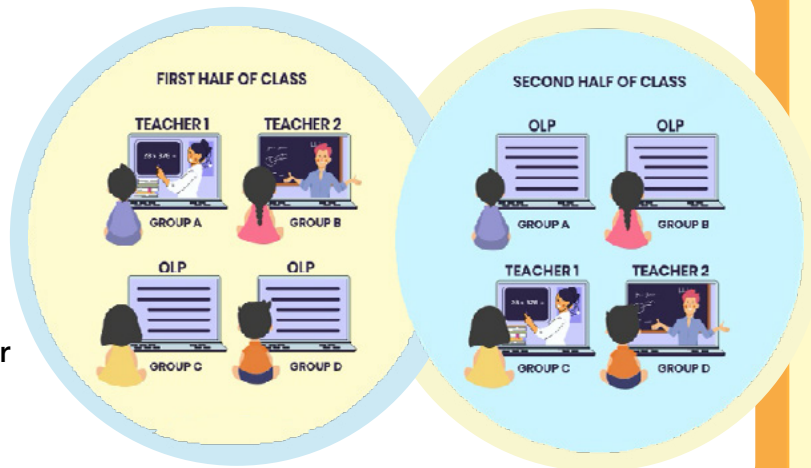 FIRST HALF OF CLASS
TEACHER 1 TEACHER 2
GROUP A GROUP B
OLP OLP
GROUP C GROUP D
SECOND HALF OF CLASS
OLP OLP
GROUP A GROUP B
TEACHER 1 TEACHER 2
GROUP C GROUP D
r